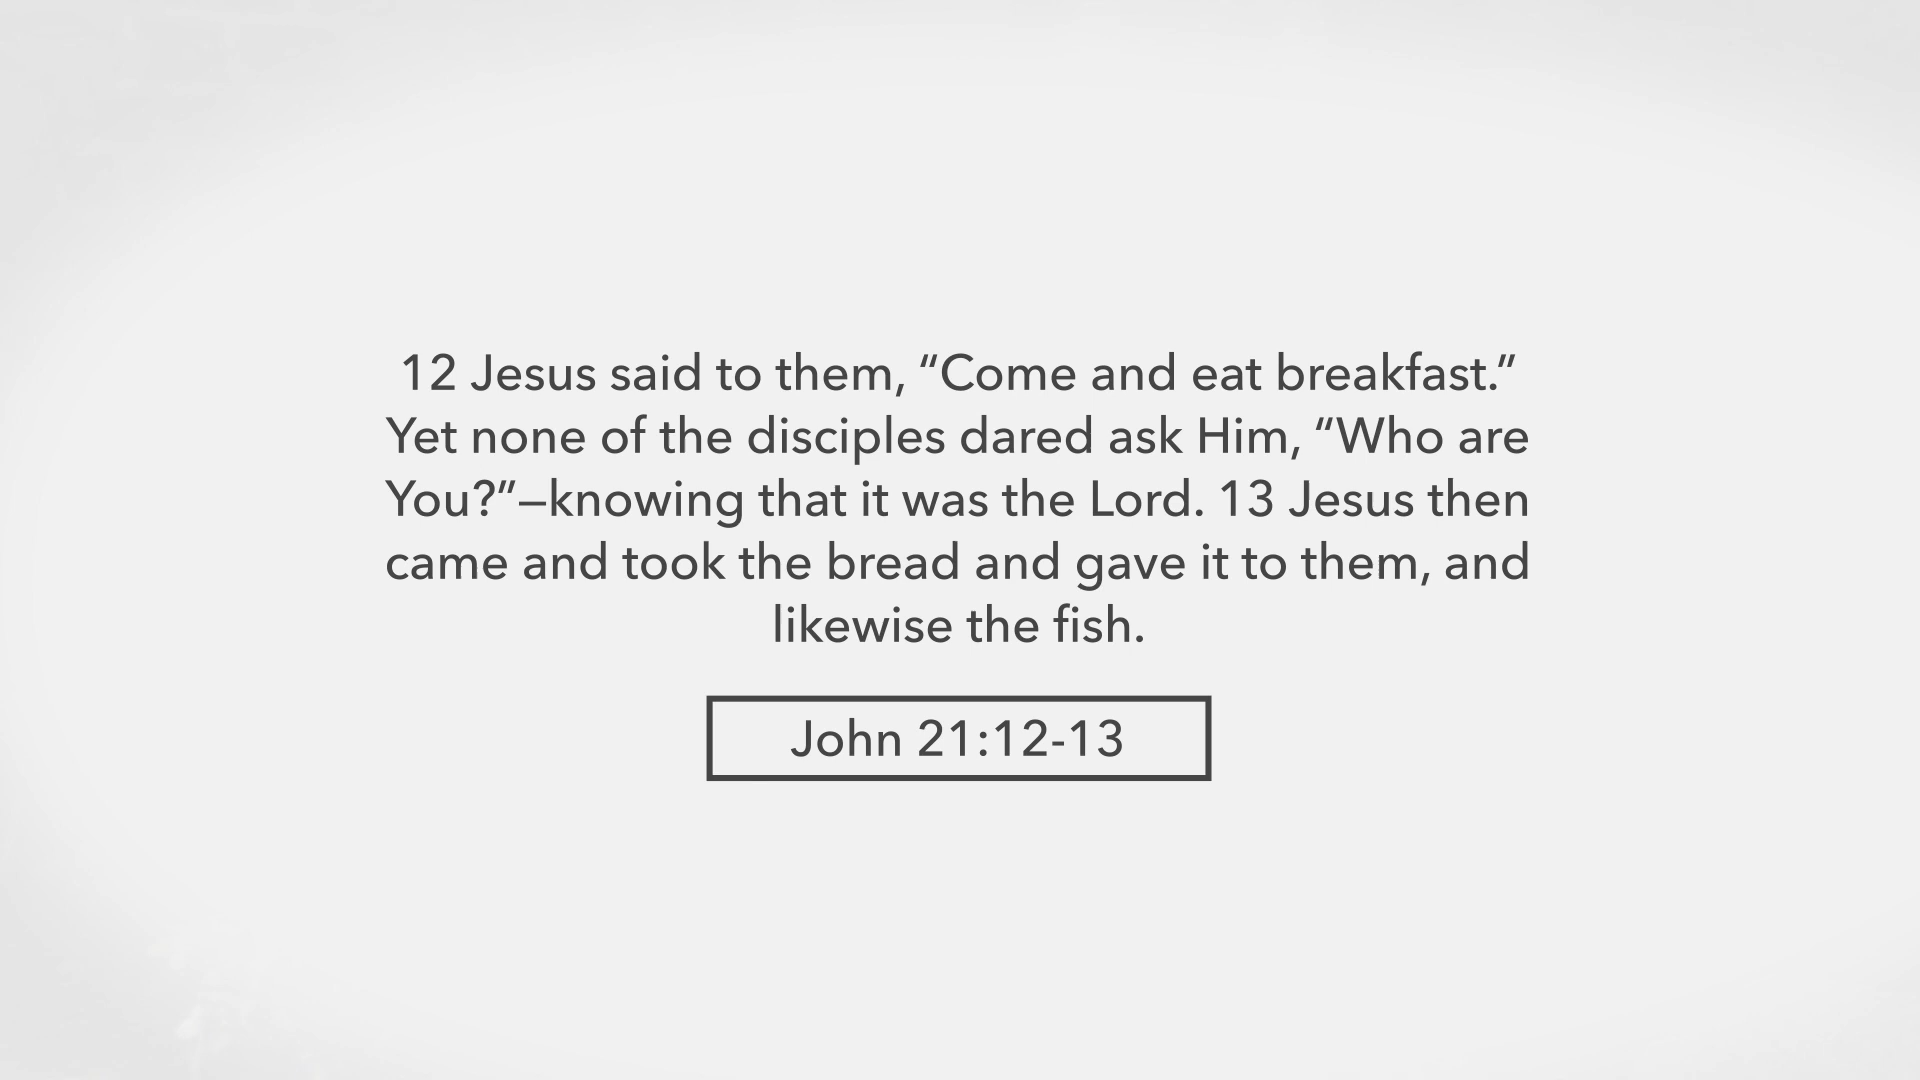 12 Jesus said to them, “Come and eat breakfast.”
Yet none of the disciples dared ask Him, “Who are
You?”—knowing that it was the Lord. 13 Jesus then
came and took the bread and gave it to them, and
likewise the fish.
John 21:12-13